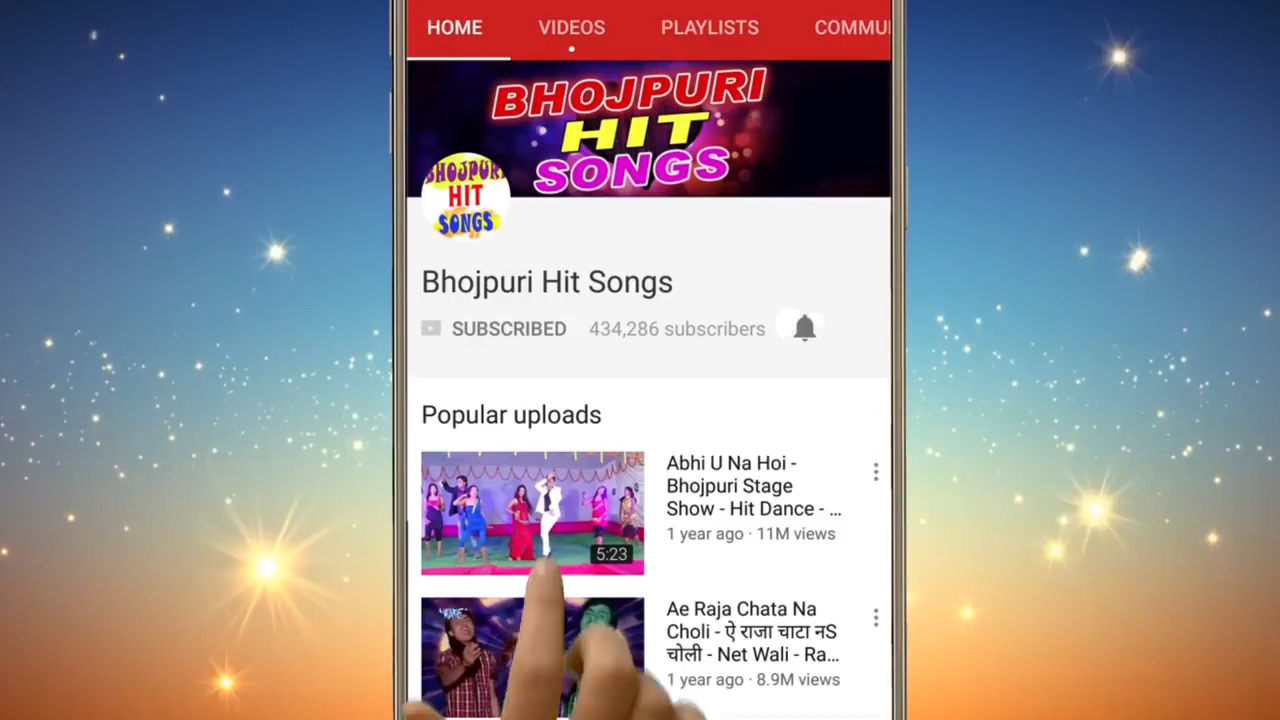 HOME VIDEOS PLAYLISTS COMMU
BHOJPURI
HIT
SONGS
BHOJPURI
HIT
SONGS
Bhojpuri Hit Songs
SUBSCRIBED 434,286 subscribers
Popular uploads
Abhi U Na Hoi -
Bhojpuri Stage
Show - Hit Dance - ...
1 year ago · 11M views
5:23
Ae Raja Chata Na
Choli - ऐ राजा चाटा नS
चोली - Net Wali - Ra...
1 year ago · 8.9M views